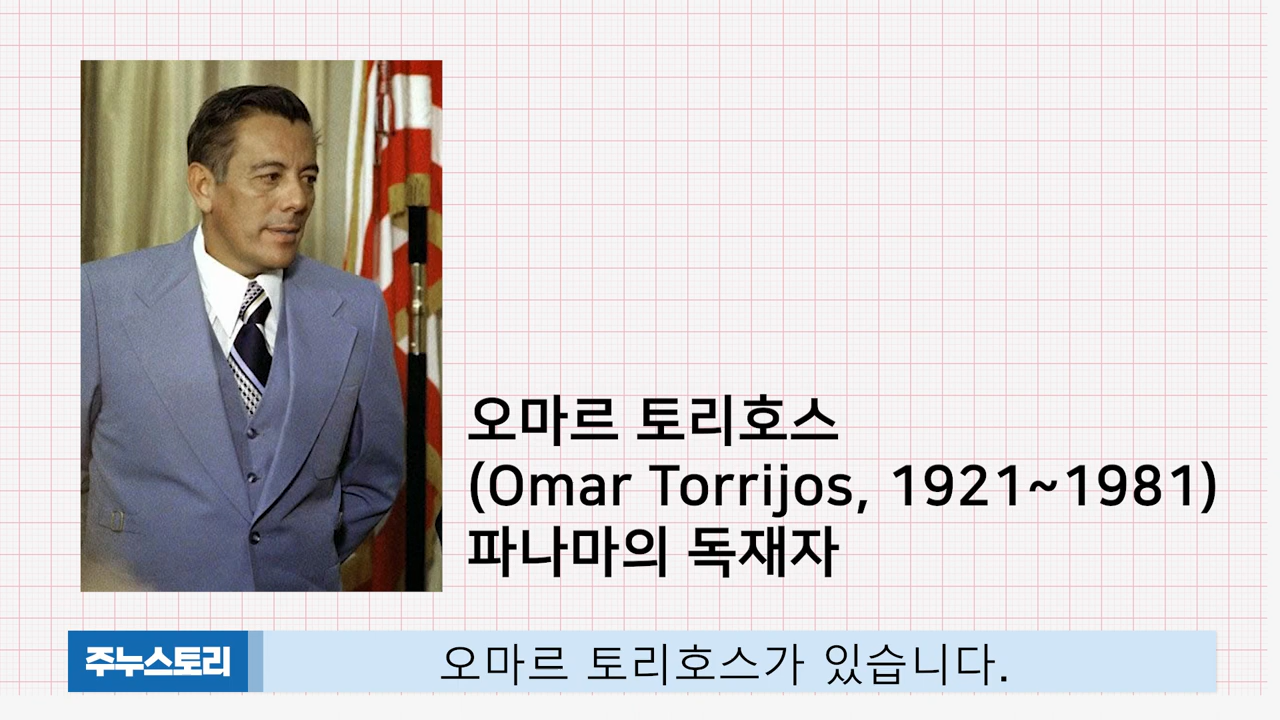 오마르 토리호스
(Omar Torrijos, 1921~1981)
파나마의 독재자
주누스토리
오마르 토리호스가 있습니다.